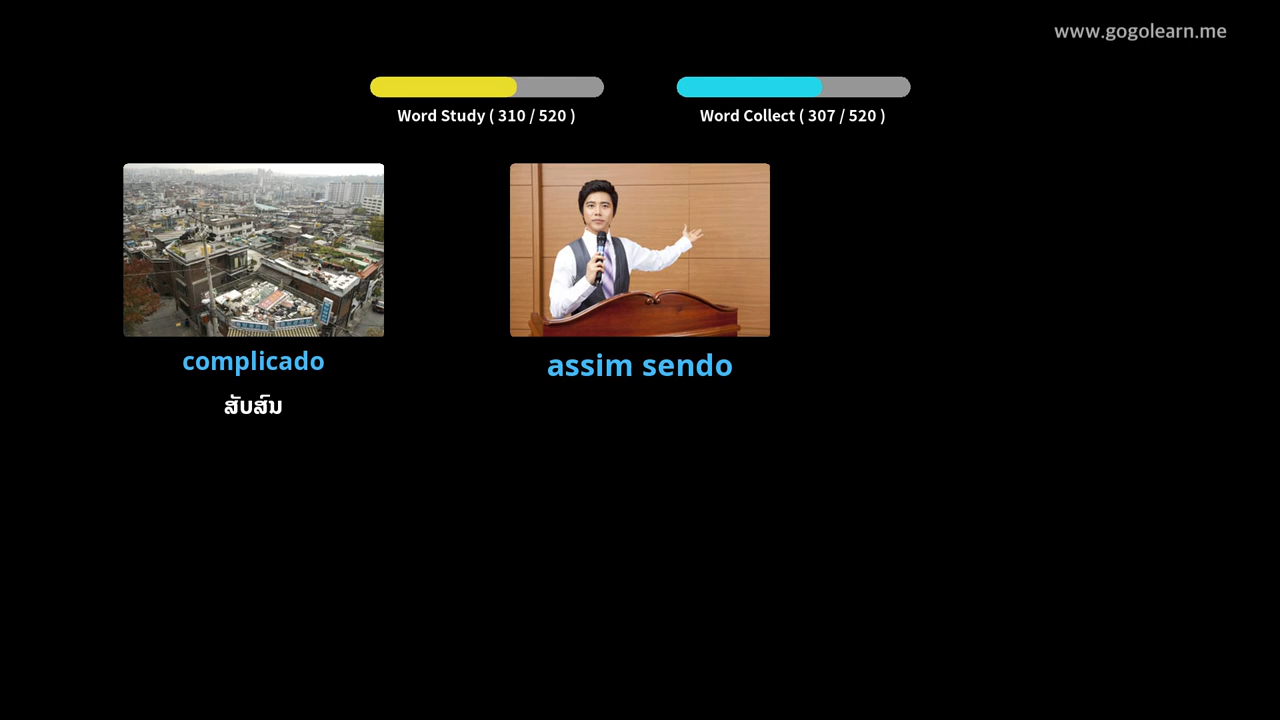 www.gogolearn.me
Word Study ( 310 / 520 )
Word Collect ( 307 / 520 )
complicado
ສັບສົນ
assim sendo